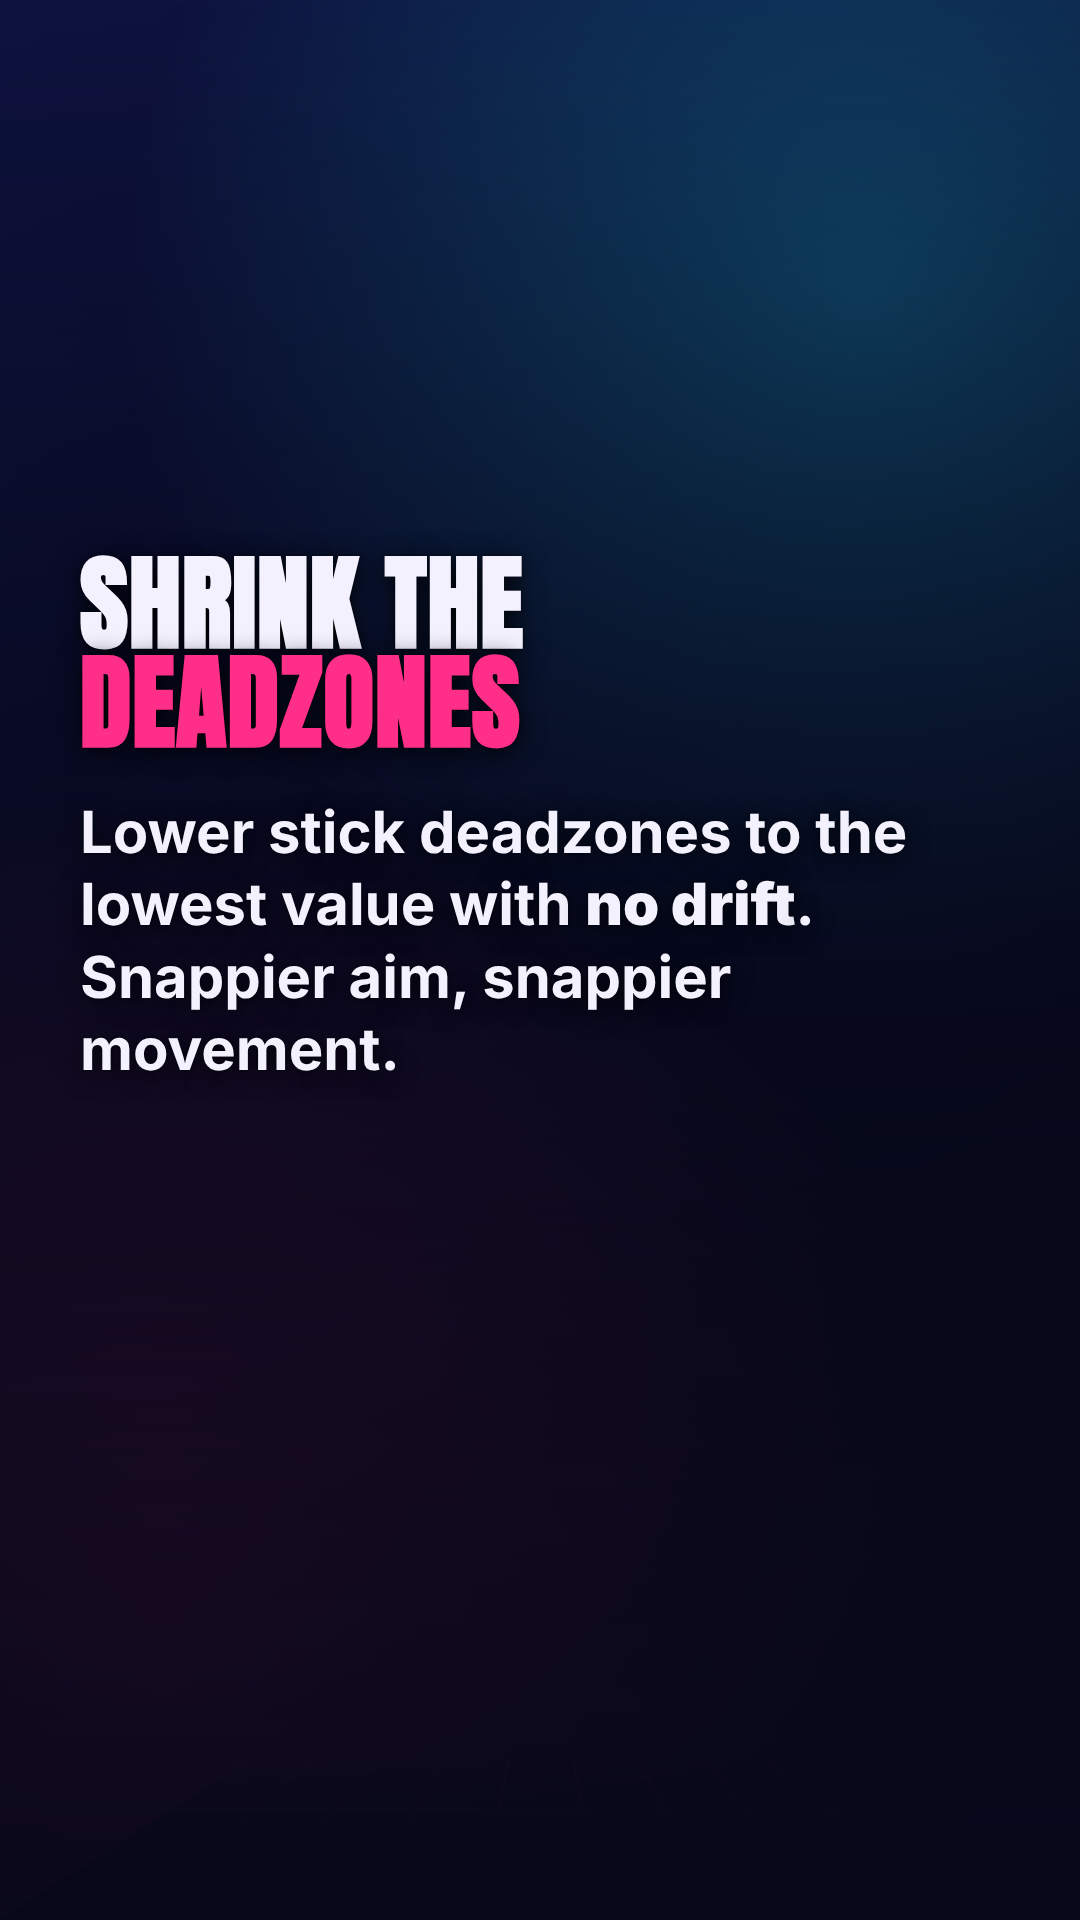 SHRINK THE
DEADZONES
Lower stick deadzones to the
lowest value with no drift.
Snappier aim, snappier
movement.